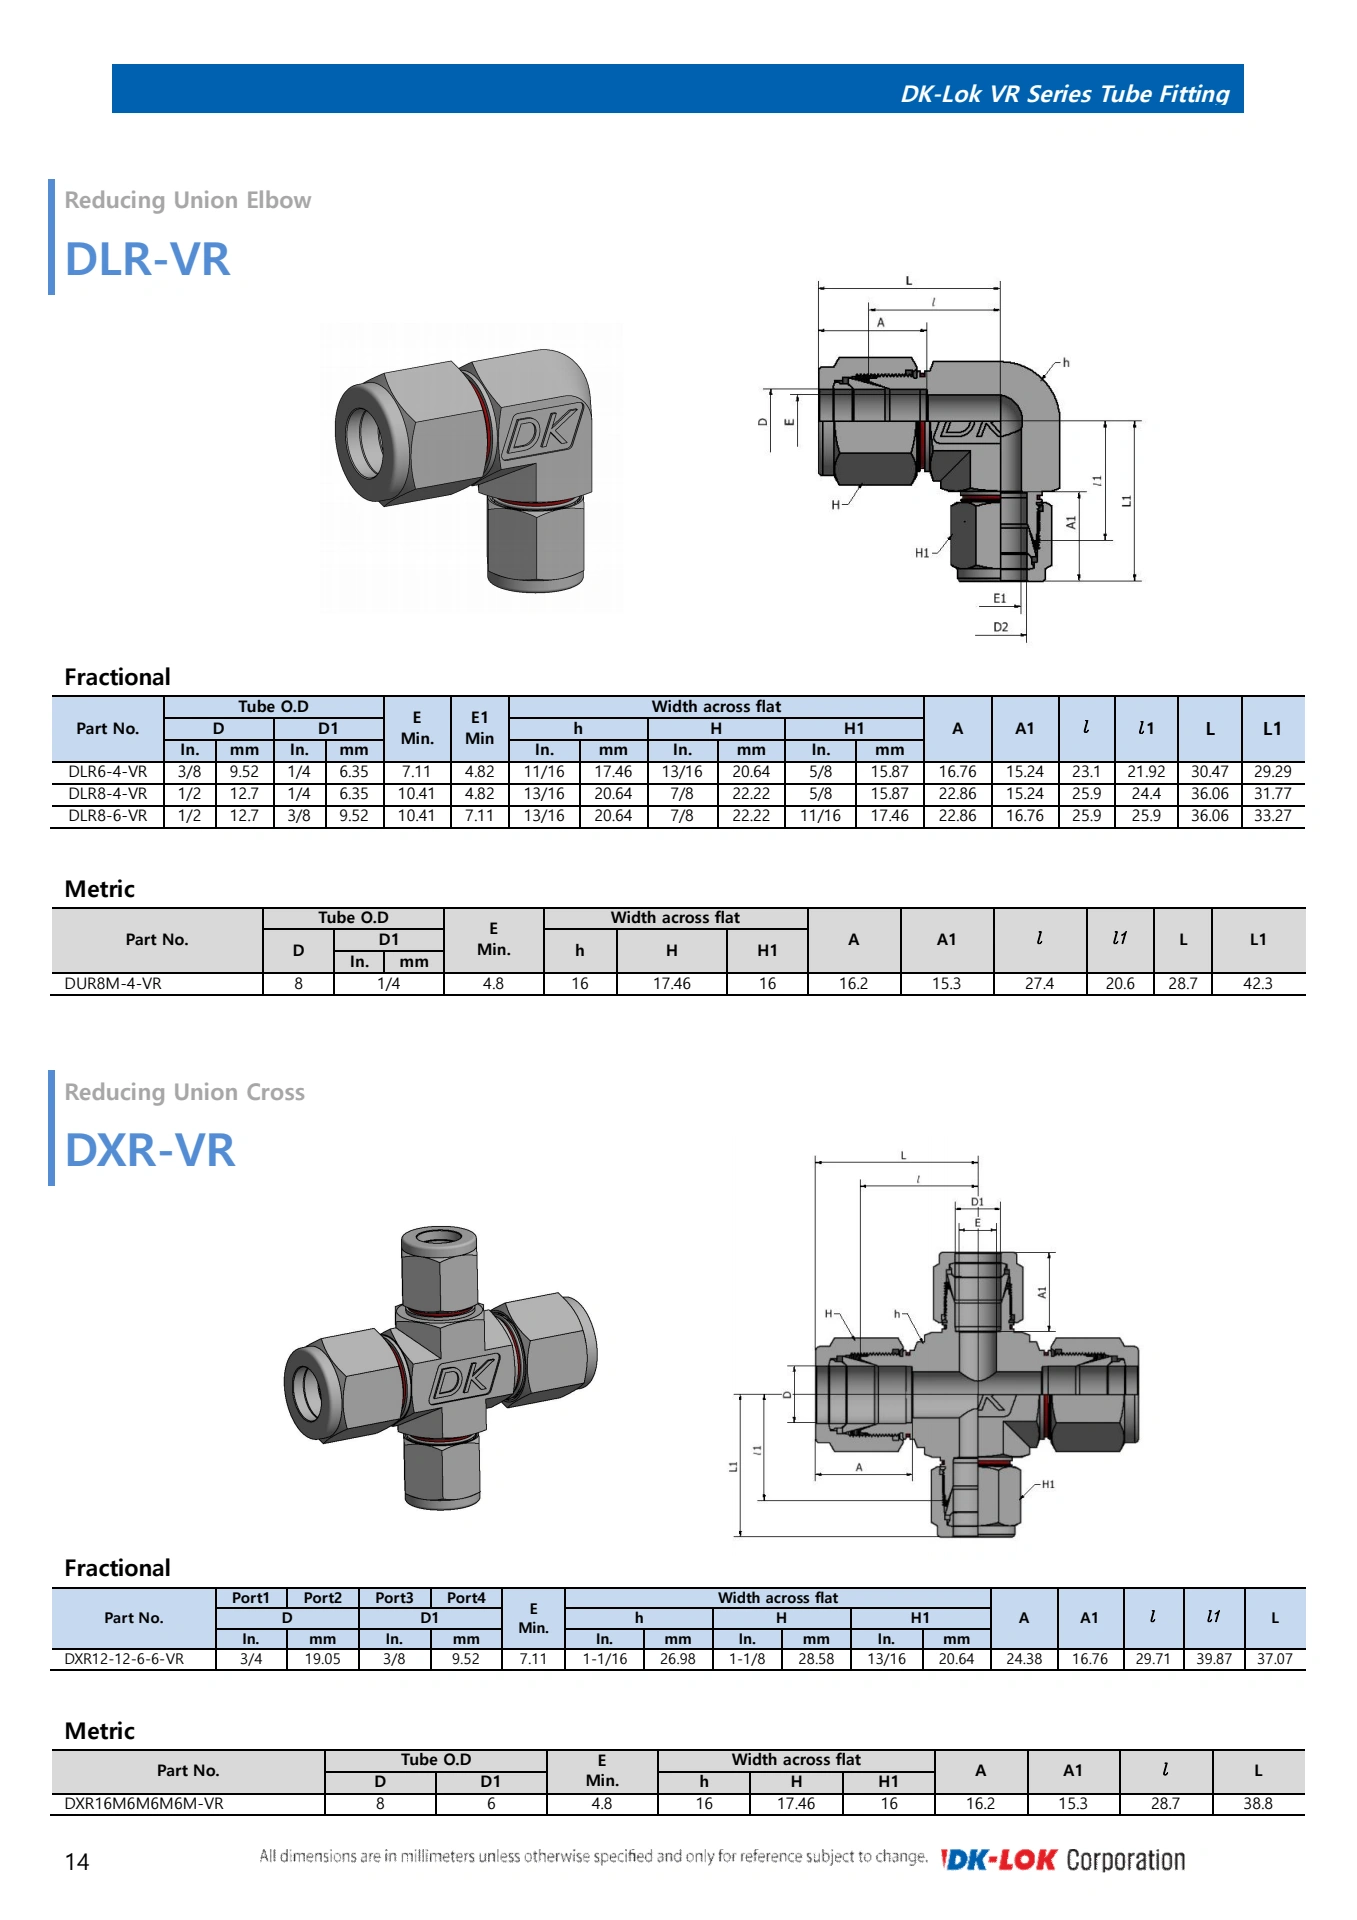 DK-Lok VR Series Tube Fitting
Reducing Union Elbow
DLR-VR
DK
L
l
A
h
D
E
DK
H
H1
l1
L1
A1
E1
D2
Fractional
Part No. Tube O.D E Min. E1 Min Width across flat A A1 l l1 L L1
D D1 h H H1
In. mm In. mm In. mm In. mm In. mm
DLR6-4-VR 3/8 9.52 1/4 6.35 7.11 4.82 11/16 17.46 13/16 20.64 5/8 15.87 16.76 15.24 23.1 21.92 30.47 29.29
DLR8-4-VR 1/2 12.7 1/4 6.35 10.41 4.82 13/16 20.64 7/8 22.22 5/8 15.87 22.86 15.24 25.9 24.4 36.06 31.77
DLR8-6-VR 1/2 12.7 3/8 9.52 10.41 7.11 13/16 20.64 7/8 22.22 11/16 17.46 22.86 16.76 25.9 25.9 36.06 33.27
Metric
Part No. Tube O.D E Min. Width across flat A A1 l l1 L L1
D D1 h H H1
In. mm
DUR8M-4-VR 8 1/4 4.8 16 17.46 16 16.2 15.3 27.4 20.6 28.7 42.3
Reducing Union Cross
DXR-VR
DK
L
l
D1
E
A1
H
h
D
l1
L1
A
H1
Fractional
Part No. Port1 Port2 Port3 Port4 E Min. Width across flat A A1 l l1 L
D D1 h H H1
In. mm In. mm In. mm In. mm In. mm
DXR12-12-6-6-VR 3/4 19.05 3/8 9.52 7.11 1-1/16 26.98 1-1/8 28.58 13/16 20.64 24.38 16.76 29.71 39.87 37.07
Metric
Part No. Tube O.D E Min. Width across flat A A1 l L
D D1 h H H1
DXR16M6M6M6M-VR 8 6 4.8 16 17.46 16 16.2 15.3 28.7 38.8
14
All dimensions are in millimeters unless otherwise specified and only for reference subject to change.
DK-LOK Corporation